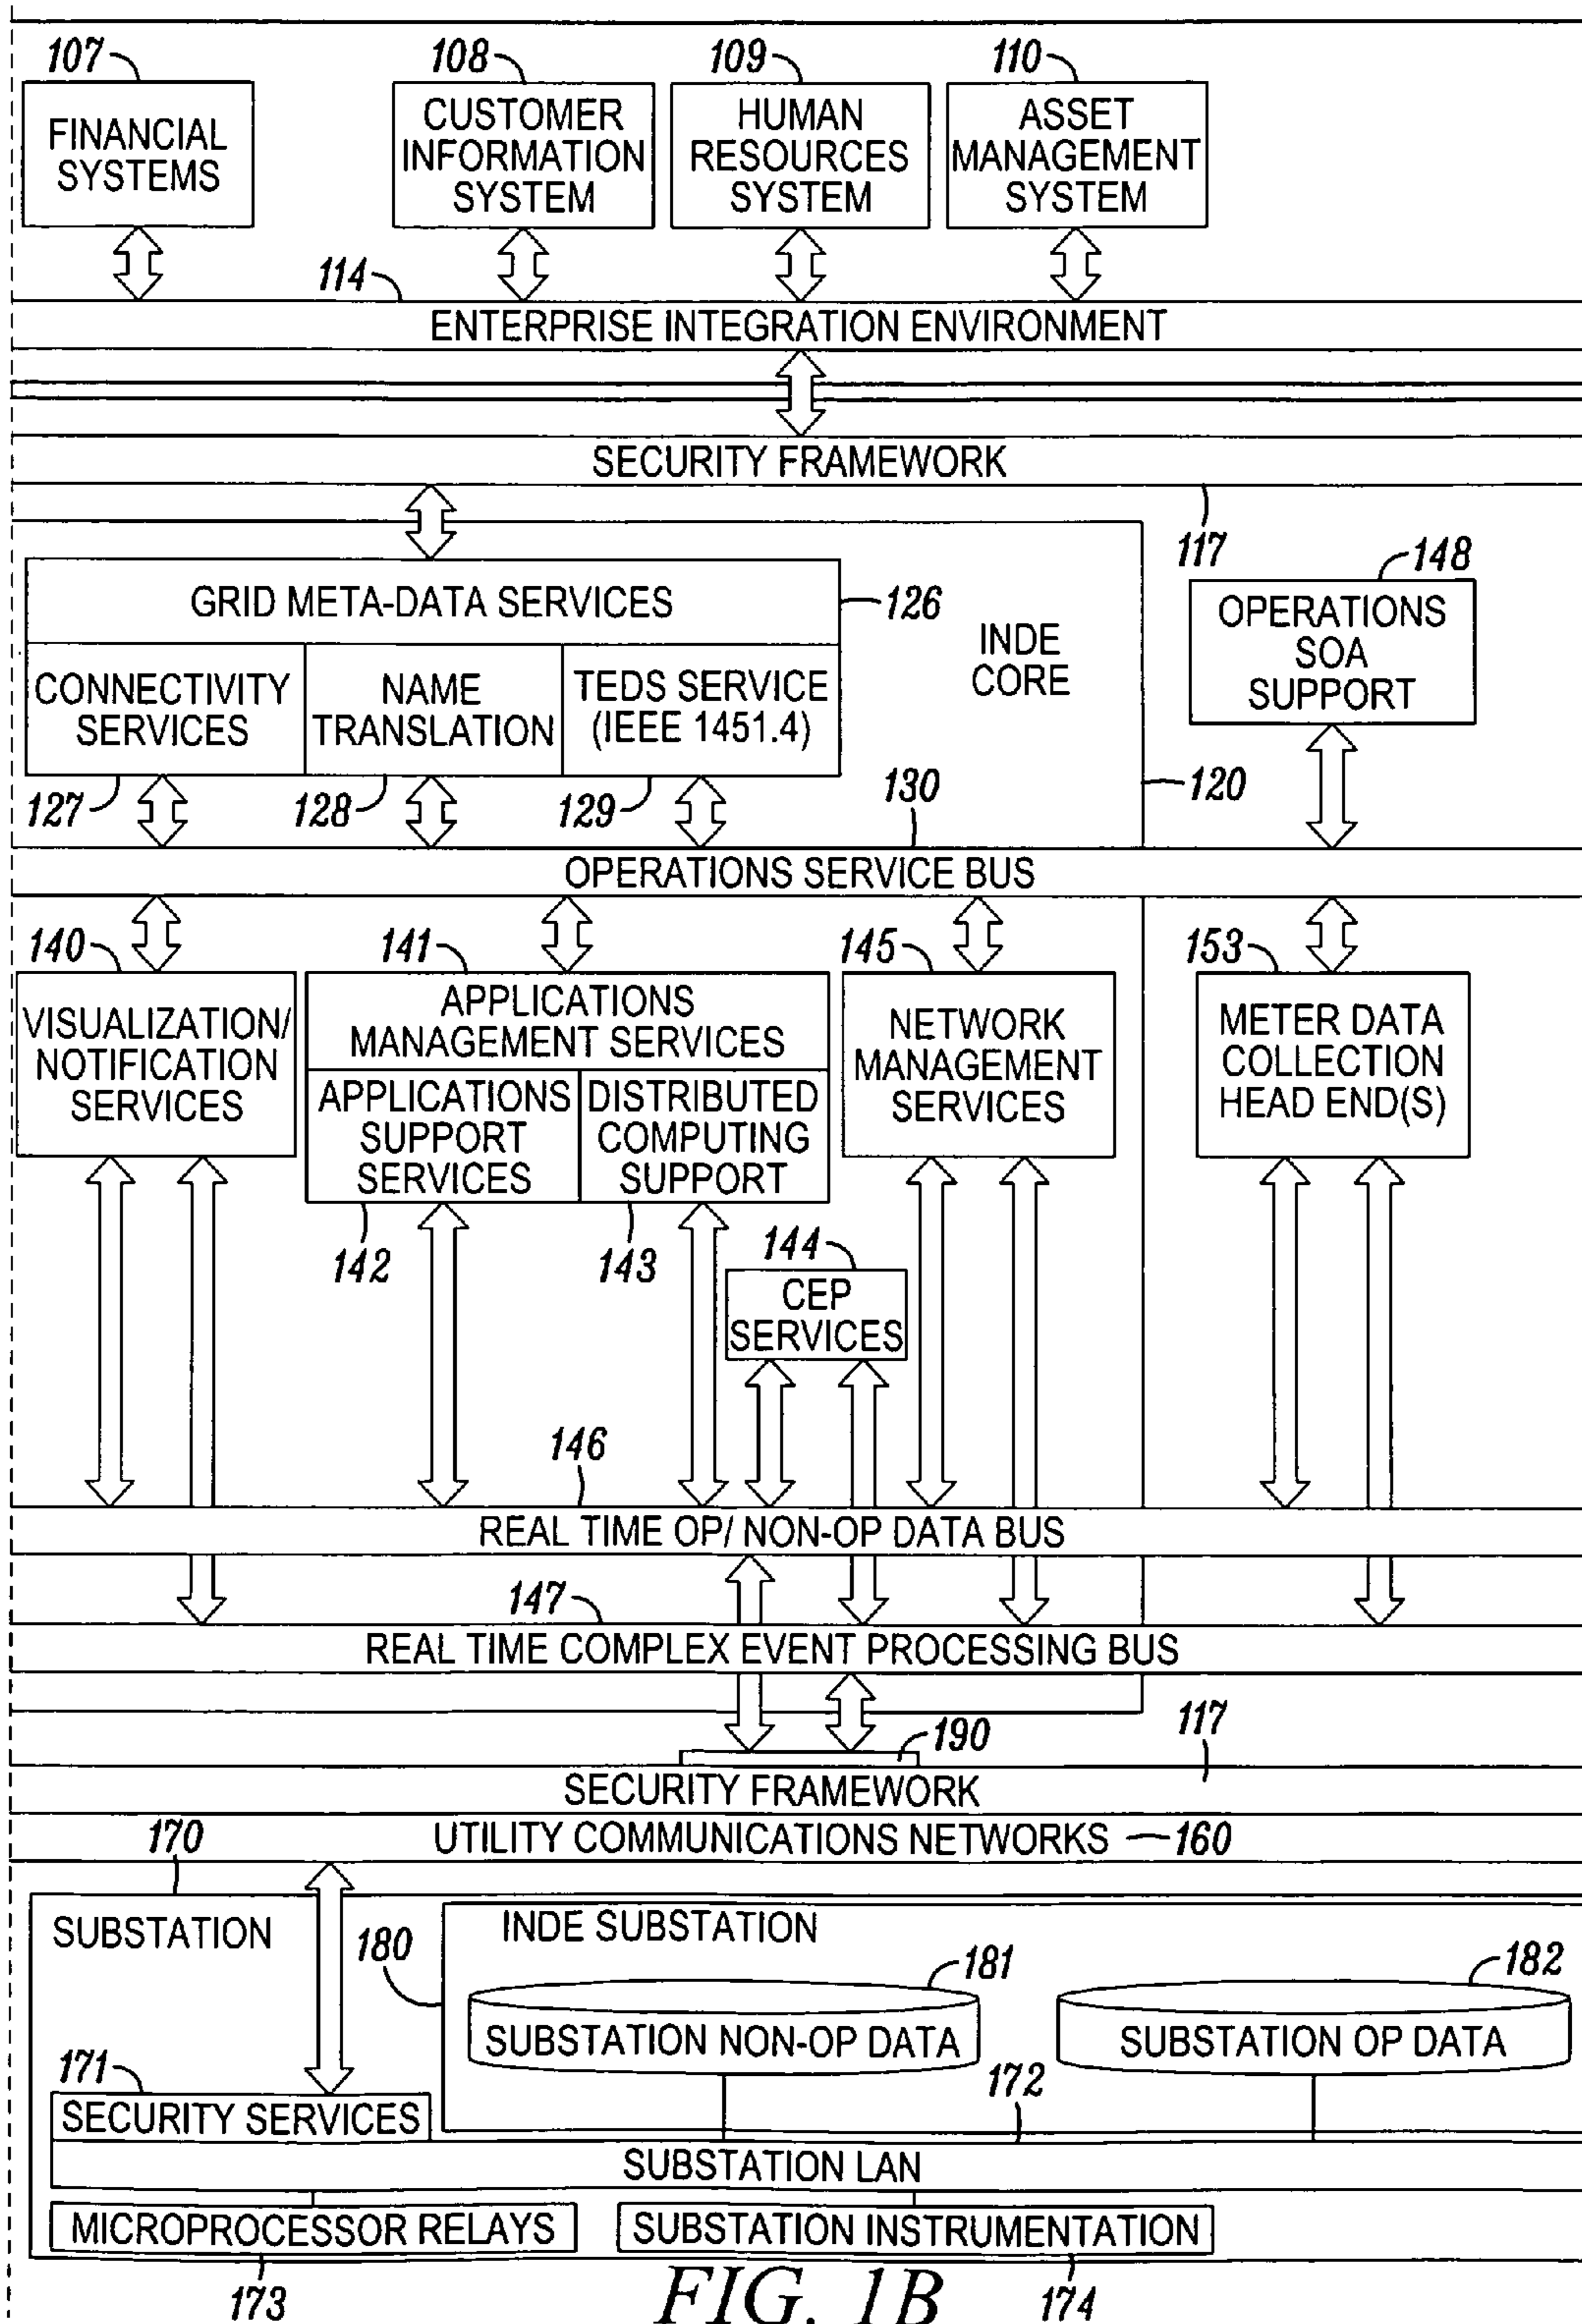 107
108
109
110
FINANCIAL
SYSTEMS
CUSTOMER
INFORMATION
SYSTEM
HUMAN
RESOURCES
SYSTEM
ASSET
MANAGEMENT
SYSTEM
114
ENTERPRISE INTEGRATION ENVIRONMENT
SECURITY FRAMEWORK
117
148
GRID META-DATA SERVICES
126
INDE
CORE
OPERATIONS
SOA
SUPPORT
CONNECTIVITY
SERVICES
NAME
TRANSLATION
TEDS SERVICE
(IEEE 1451.4)
127
128
129
130
120
OPERATIONS SERVICE BUS
140
141
145
153
VISUALIZATION/
NOTIFICATION
SERVICES
APPLICATIONS
MANAGEMENT SERVICES
APPLICATIONS
SUPPORT
SERVICES
DISTRIBUTED
COMPUTING
SUPPORT
NETWORK
MANAGEMENT
SERVICES
METER DATA
COLLECTION
HEAD END(S)
142
143
144
CEP
SERVICES
146
REAL TIME OP/ NON-OP DATA BUS
147
REAL TIME COMPLEX EVENT PROCESSING BUS
190
117
SECURITY FRAMEWORK
170
UTILITY COMMUNICATIONS NETWORKS
160
SUBSTATION
180
INDE SUBSTATION
181
182
SUBSTATION NON-OP DATA
SUBSTATION OP DATA
171
172
SECURITY SERVICES
SUBSTATION LAN
MICROPROCESSOR RELAYS
SUBSTATION INSTRUMENTATION
173
FIG. 1B
174